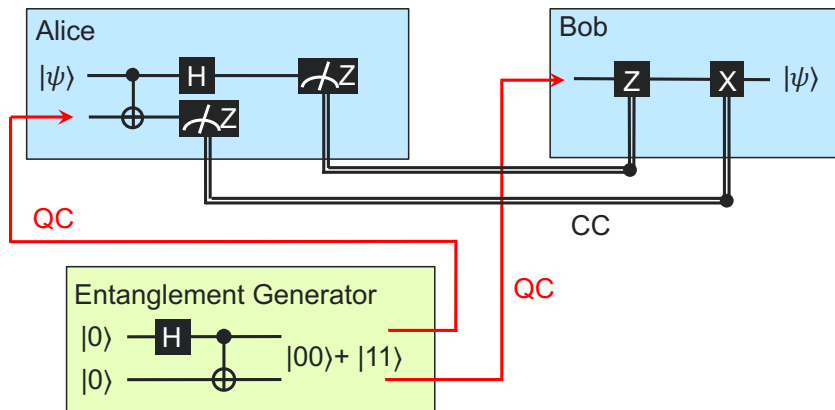 Alice
Bob
|ψ⟩ H Z
Z
Z X |ψ⟩
QC
CC
QC
Entanglement Generator
|0⟩ H
|00⟩+ |11⟩
|0⟩